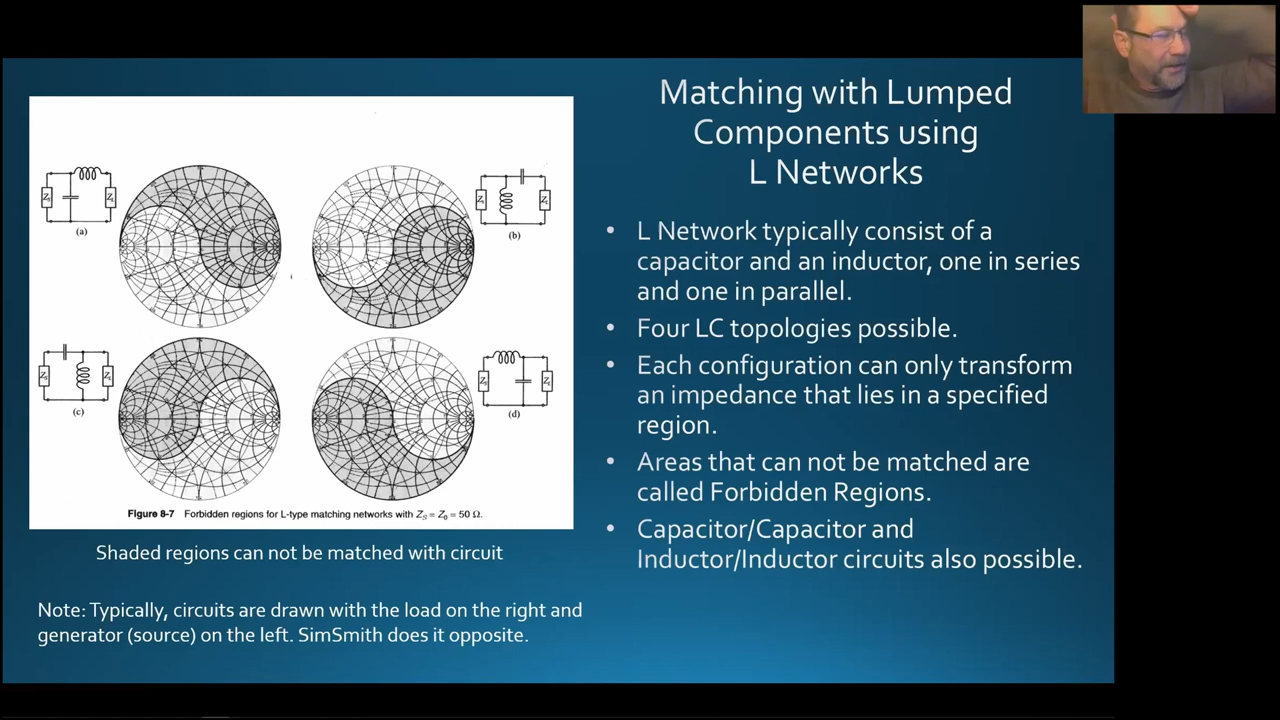 Matching with Lumped
Components using
L Networks
(a)
(b)
(c)
(d)
Figure 8-7 Forbidden regions for L-type matching networks with ZS = Z0 = 50 Ω.
Shaded regions can not be matched with circuit
Note: Typically, circuits are drawn with the load on the right and
generator (source) on the left. SimSmith does it opposite.
• L Network typically consist of a
capacitor and an inductor, one in series
and one in parallel.
• Four LC topologies possible.
• Each configuration can only transform
an impedance that lies in a specified
region.
• Areas that can not be matched are
called Forbidden Regions.
• Capacitor/Capacitor and
Inductor/Inductor circuits also possible.